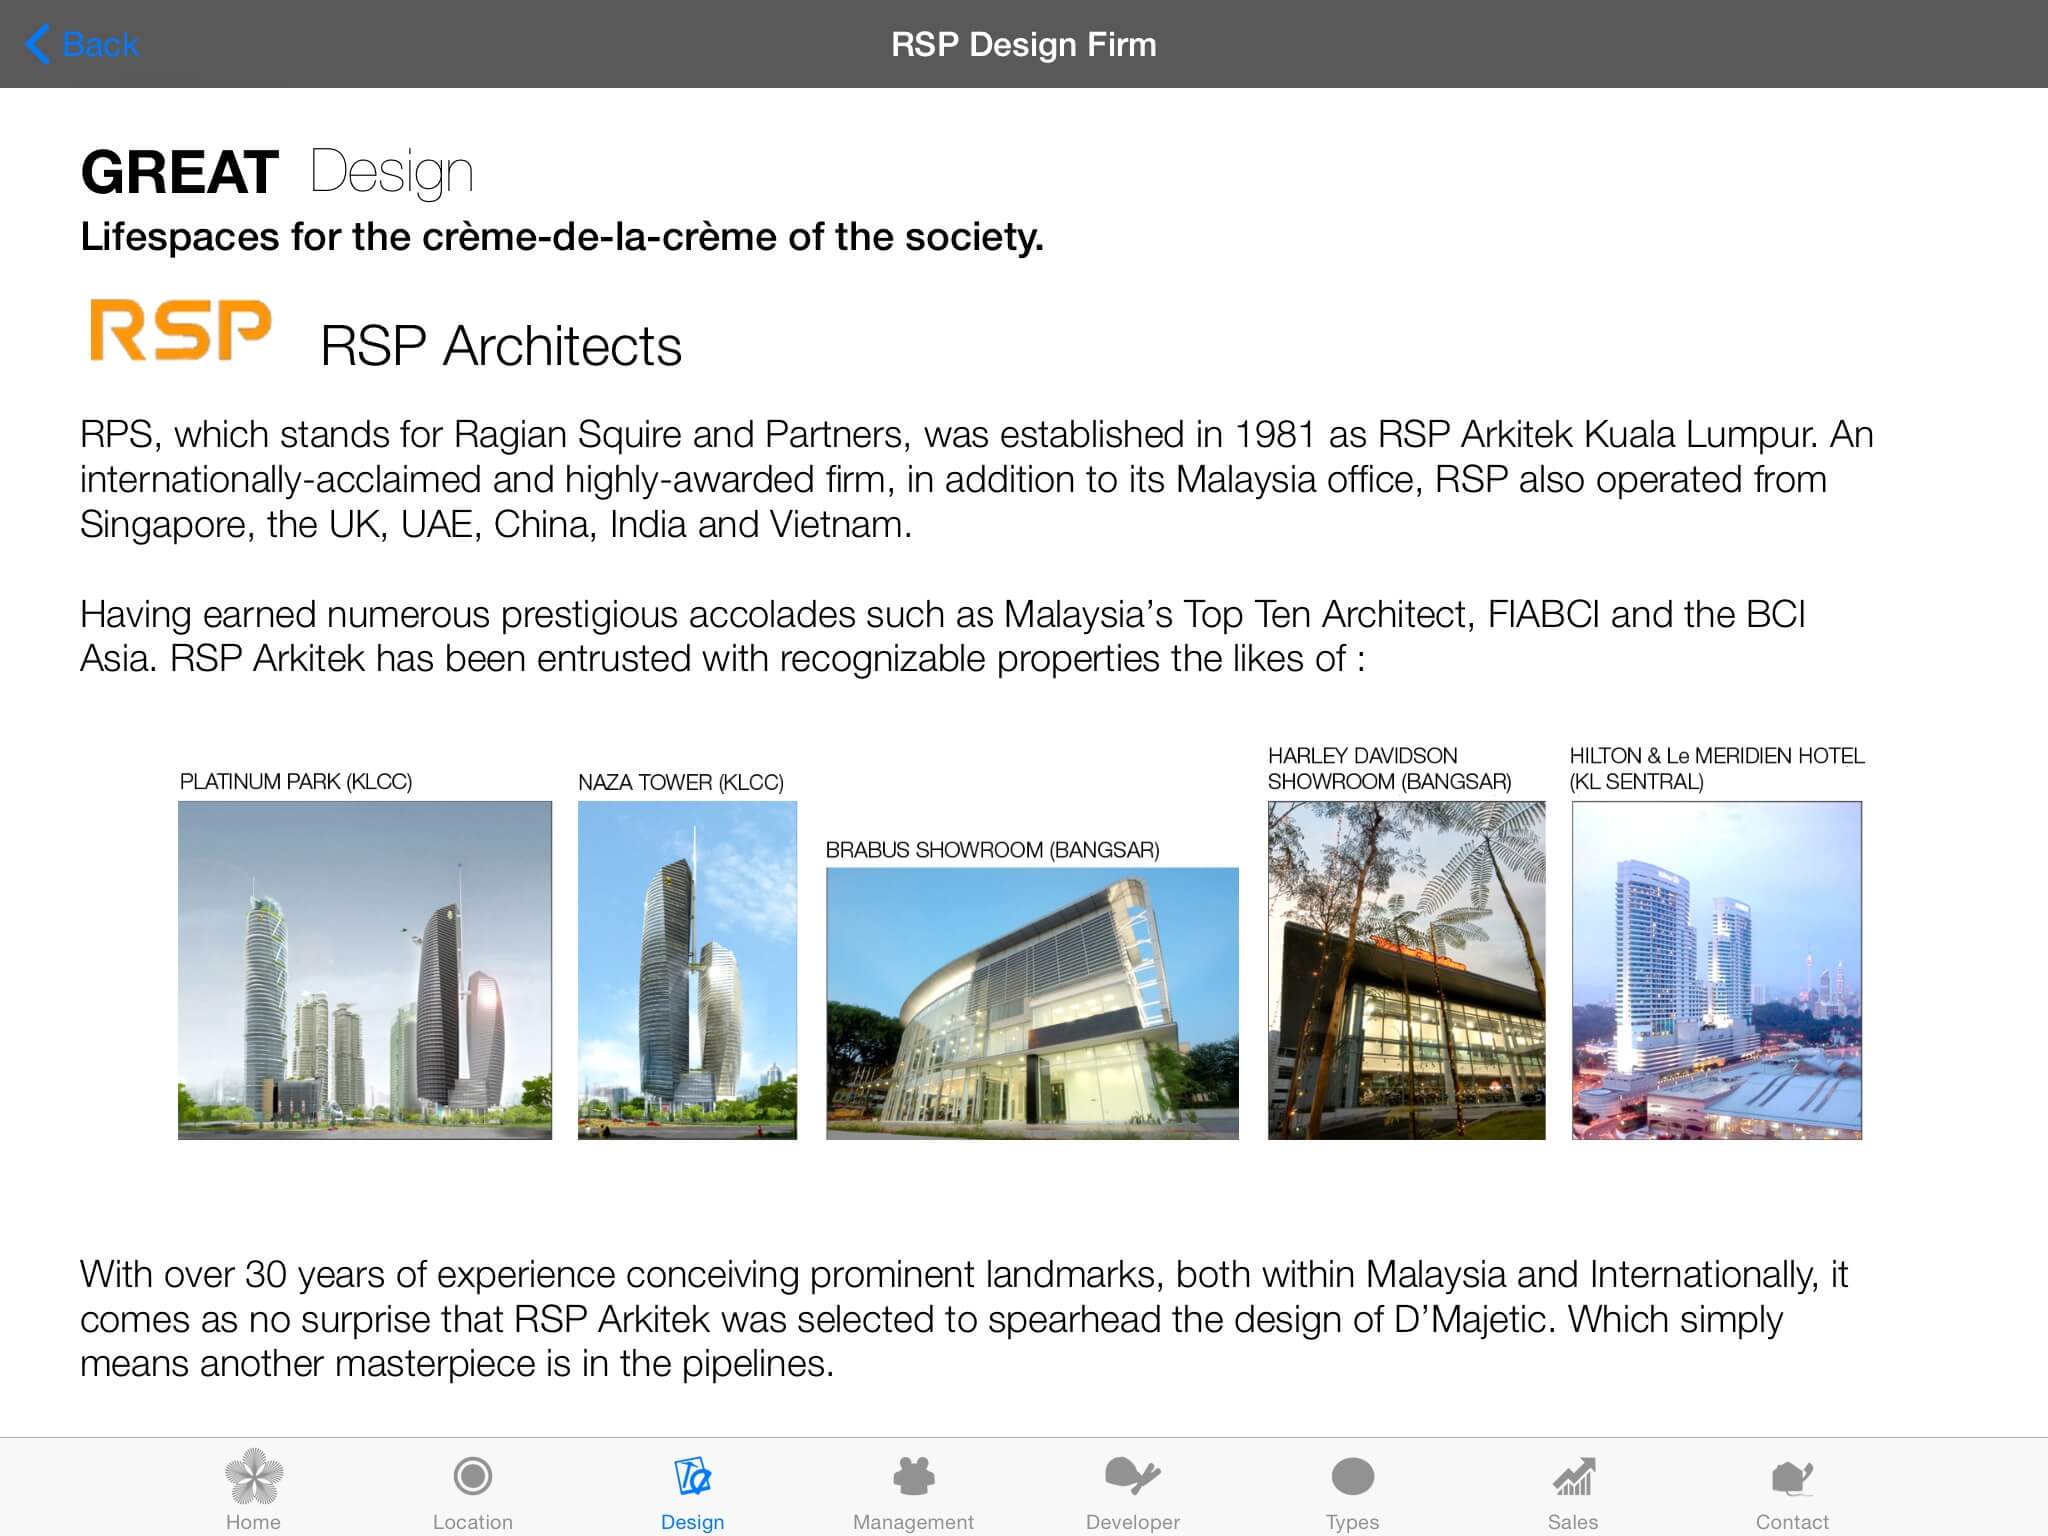 Back
RSP Design Firm
GREAT Design
Lifespaces for the crème-de-la-crème of the society.
RSP
RSP Architects
RPS, which stands for Ragian Squire and Partners, was established in 1981 as RSP Arkitek Kuala Lumpur. An
internationally-acclaimed and highly-awarded firm, in addition to its Malaysia office, RSP also operated from
Singapore, the UK, UAE, China, India and Vietnam.
Having earned numerous prestigious accolades such as Malaysia’s Top Ten Architect, FIABCI and the BCI
Asia. RSP Arkitek has been entrusted with recognizable properties the likes of :
PLATINUM PARK (KLCC)
NAZA TOWER (KLCC)
BRABUS SHOWROOM (BANGSAR)
HARLEY DAVIDSON
SHOWROOM (BANGSAR)
HILTON & Le MERIDIEN HOTEL
(KL SENTRAL)
With over 30 years of experience conceiving prominent landmarks, both within Malaysia and Internationally, it
comes as no surprise that RSP Arkitek was selected to spearhead the design of D’Majetic. Which simply
means another masterpiece is in the pipelines.
Home
Location
Design
Management
Developer
Types
Sales
Contact